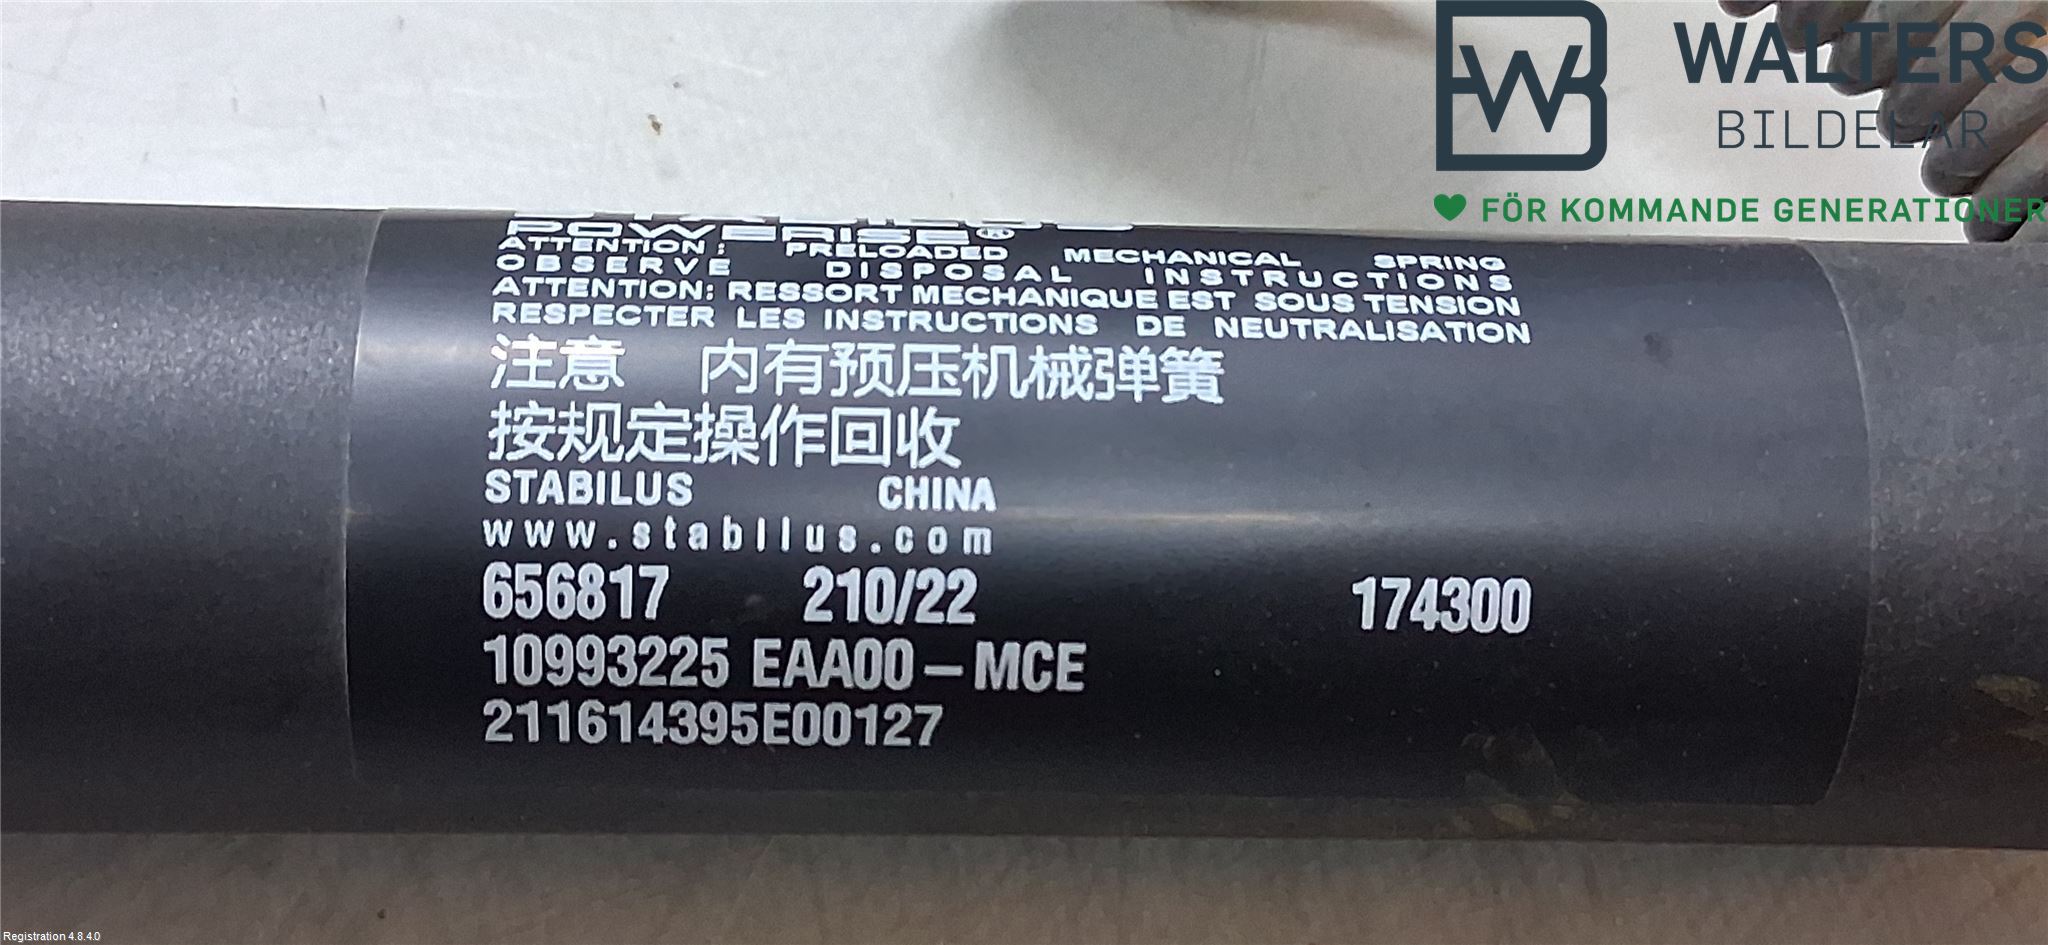 WALTERS
BILDELAR
FÖR KOMMANDE GENERATIONER
POWERISE®
ATTENTION: PRELOADED MECHANICAL SPRING
OBSERVE DISPOSAL INSTRUCTIONS
ATTENTION: RESSORT MECHANIQUE EST SOUS TENSION
RESPECTER LES INSTRUCTIONS DE NEUTRALISATION
注意 内有预压机械弹簧
按规定操作回收
STABILUS CHINA
www.stabilus.com
656817 210/22 174300
10993225 EAA00-MCE
211614395E00127
Registration 4.8.4.0